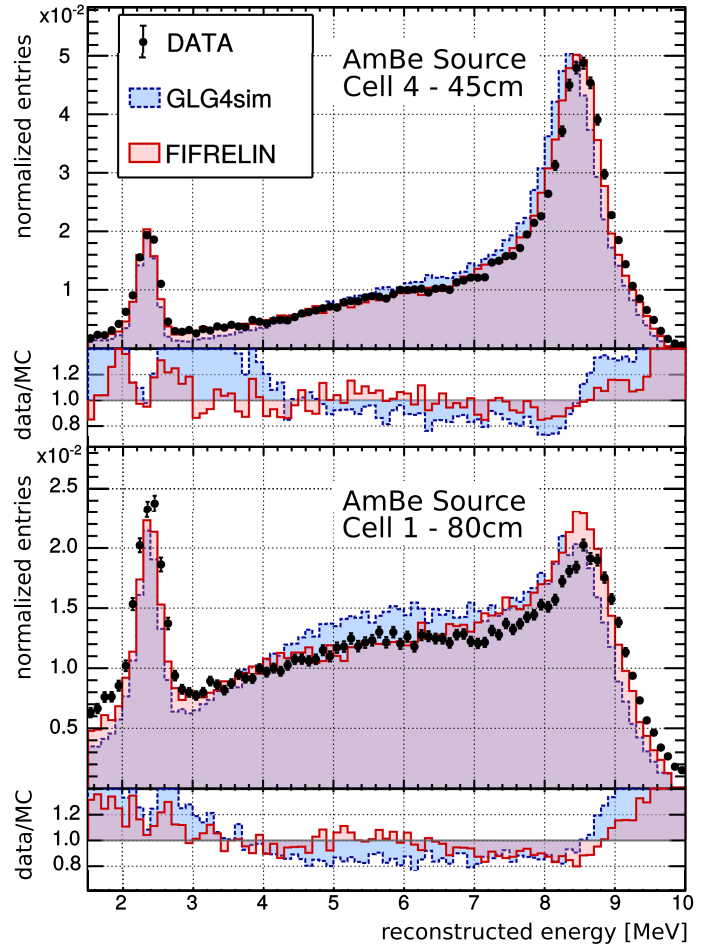 x10⁻²
normalized entries
5
4
3
2
1
DATA
GLG4sim
FIFRELIN
AmBe Source
Cell 4 - 45cm
data/MC
1.2
1.0
0.8
x10⁻²
normalized entries
2.5
2.0
1.5
1.0
0.5
AmBe Source
Cell 1 - 80cm
data/MC
1.2
1.0
0.8
2 3 4 5 6 7 8 9 10
reconstructed energy [MeV]